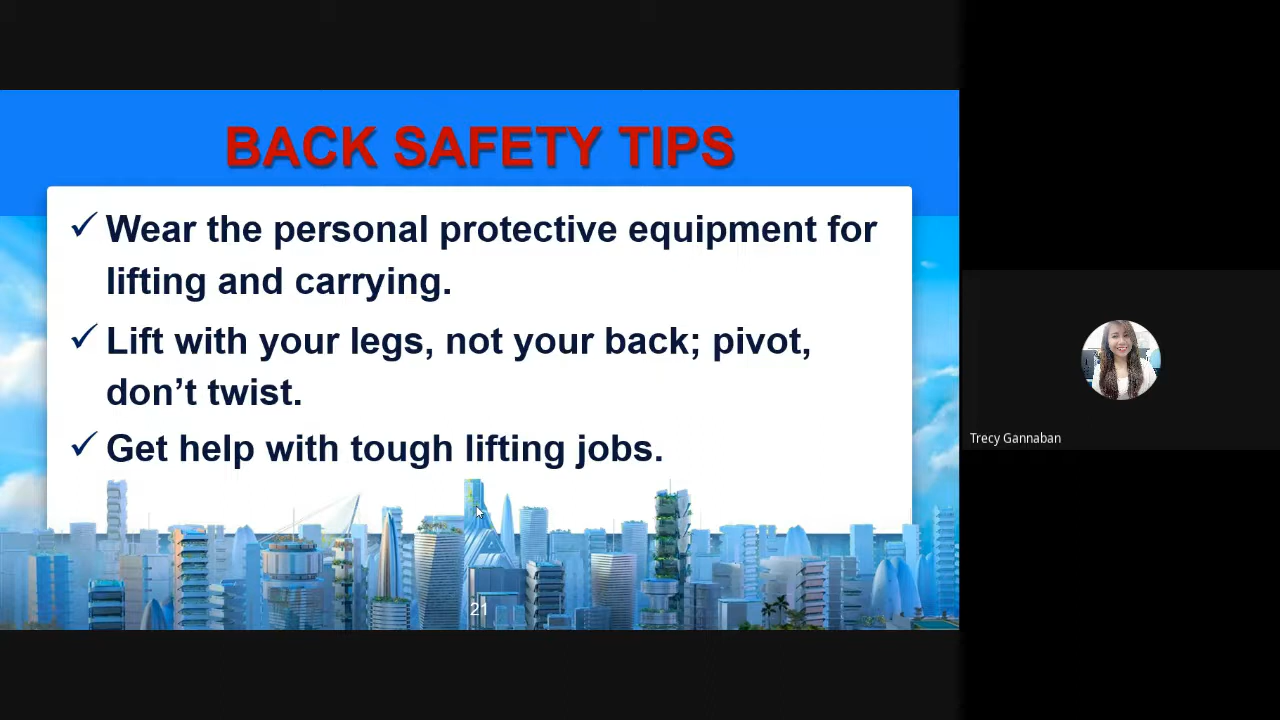 BACK SAFETY TIPS
✓ Wear the personal protective equipment for
lifting and carrying.
✓ Lift with your legs, not your back; pivot,
don’t twist.
✓ Get help with tough lifting jobs.
21
Trecy Gannaban